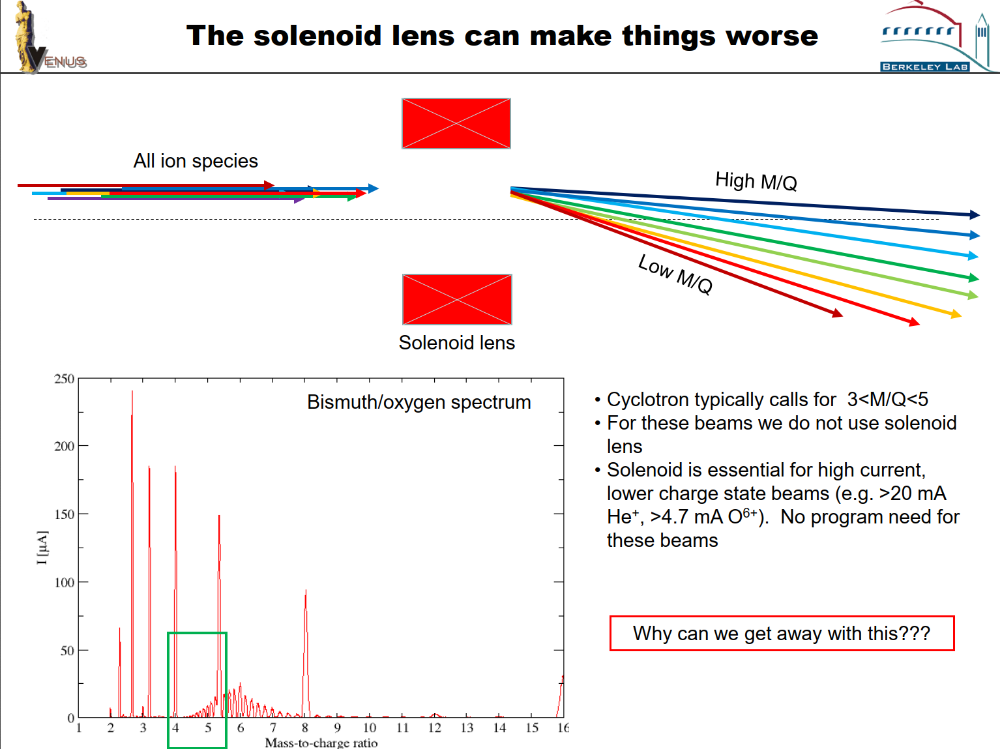 The solenoid lens can make things worse
VENUS
BERKELEY LAB
All ion species
High M/Q
Low M/Q
Solenoid lens
Bismuth/oxygen spectrum
250
200
150
100
50
0
I [µA]
1 2 3 4 5 6 7 8 9 10 11 12 13 14 15 16
Mass-to-charge ratio
• Cyclotron typically calls for 3<M/Q<5
• For these beams we do not use solenoid
lens
• Solenoid is essential for high current,
lower charge state beams (e.g. >20 mA
He⁺, >4.7 mA O⁶⁺). No program need for
these beams
Why can we get away with this???